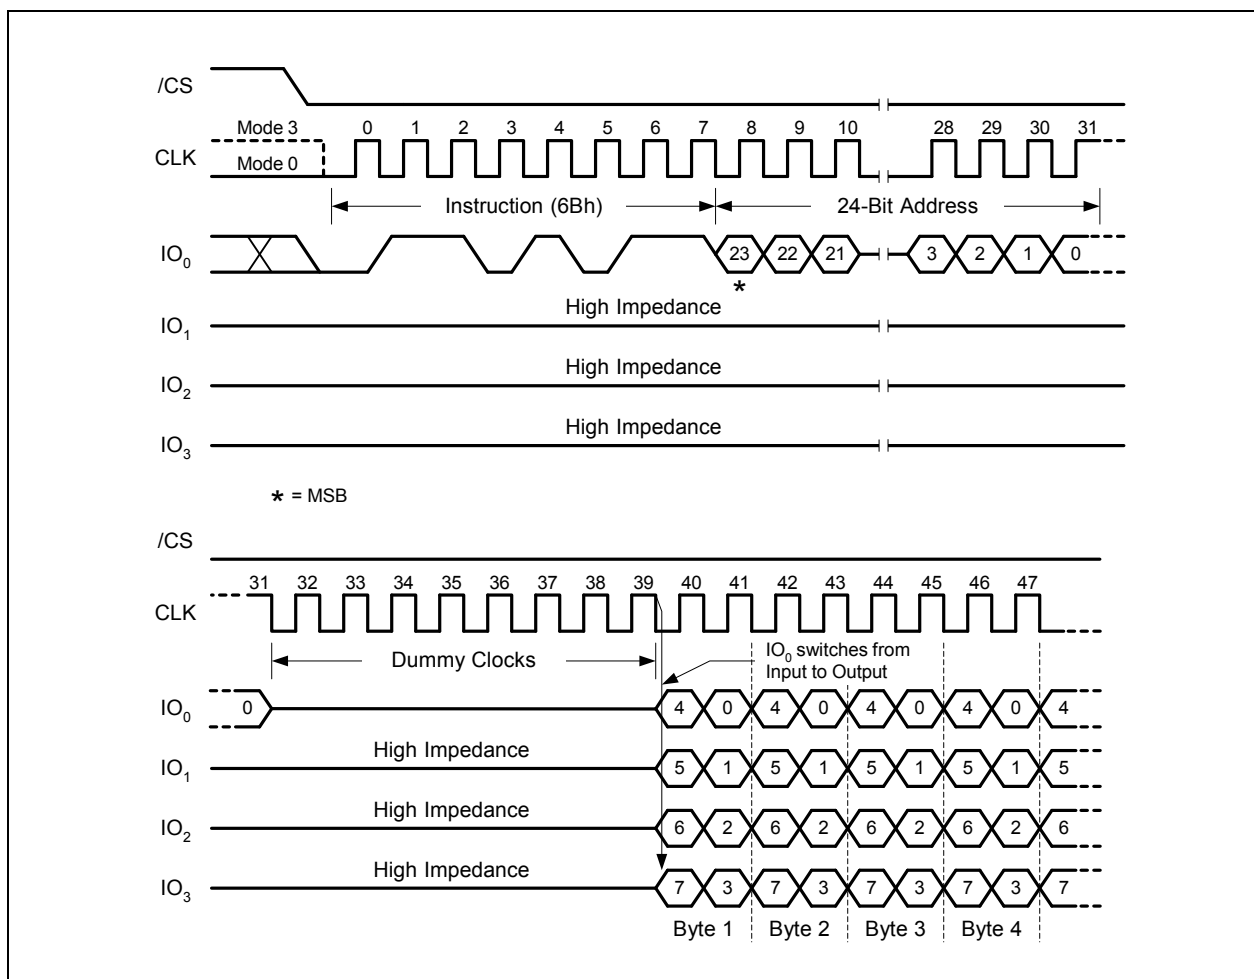 /CS
Mode 3 0 1 2 3 4 5 6 7 8 9 10 28 29 30 31
CLK
Mode 0
Instruction (6Bh) 24-Bit Address
IO0 23 22 21 3 2 1 0
*
High Impedance
IO1
High Impedance
IO2
High Impedance
IO3
* = MSB
/CS
31 32 33 34 35 36 37 38 39 40 41 42 43 44 45 46 47
CLK
Dummy Clocks
IO0 switches from
Input to Output
IO0 0 4 0 4 0 4 0 4 0 4
High Impedance
IO1 5 1 5 1 5 1 5 1 5
High Impedance
IO2 6 2 6 2 6 2 6 2 6
High Impedance
IO3 7 3 7 3 7 3 7 3 7
Byte 1 Byte 2 Byte 3 Byte 4